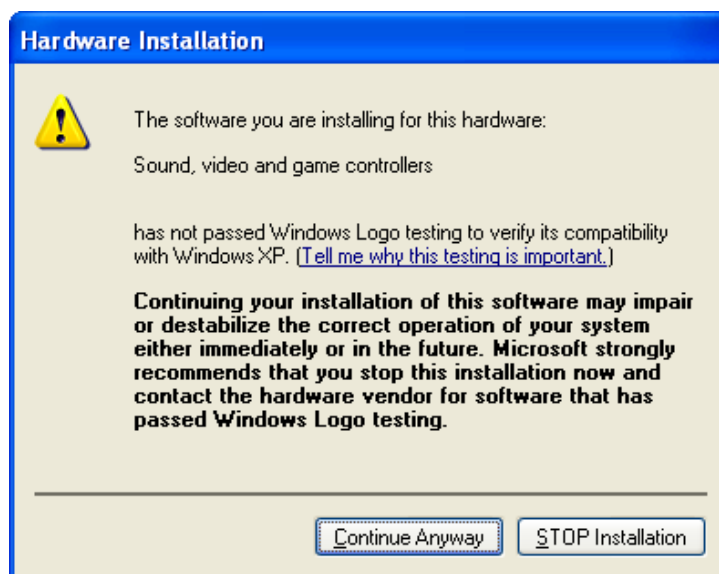 Hardware Installation
The software you are installing for this hardware:
Sound, video and game controllers
has not passed Windows Logo testing to verify its compatibility
with Windows XP. (Tell me why this testing is important.)
Continuing your installation of this software may impair
or destabilize the correct operation of your system
either immediately or in the future. Microsoft strongly
recommends that you stop this installation now and
contact the hardware vendor for software that has
passed Windows Logo testing.
Continue Anyway
STOP Installation